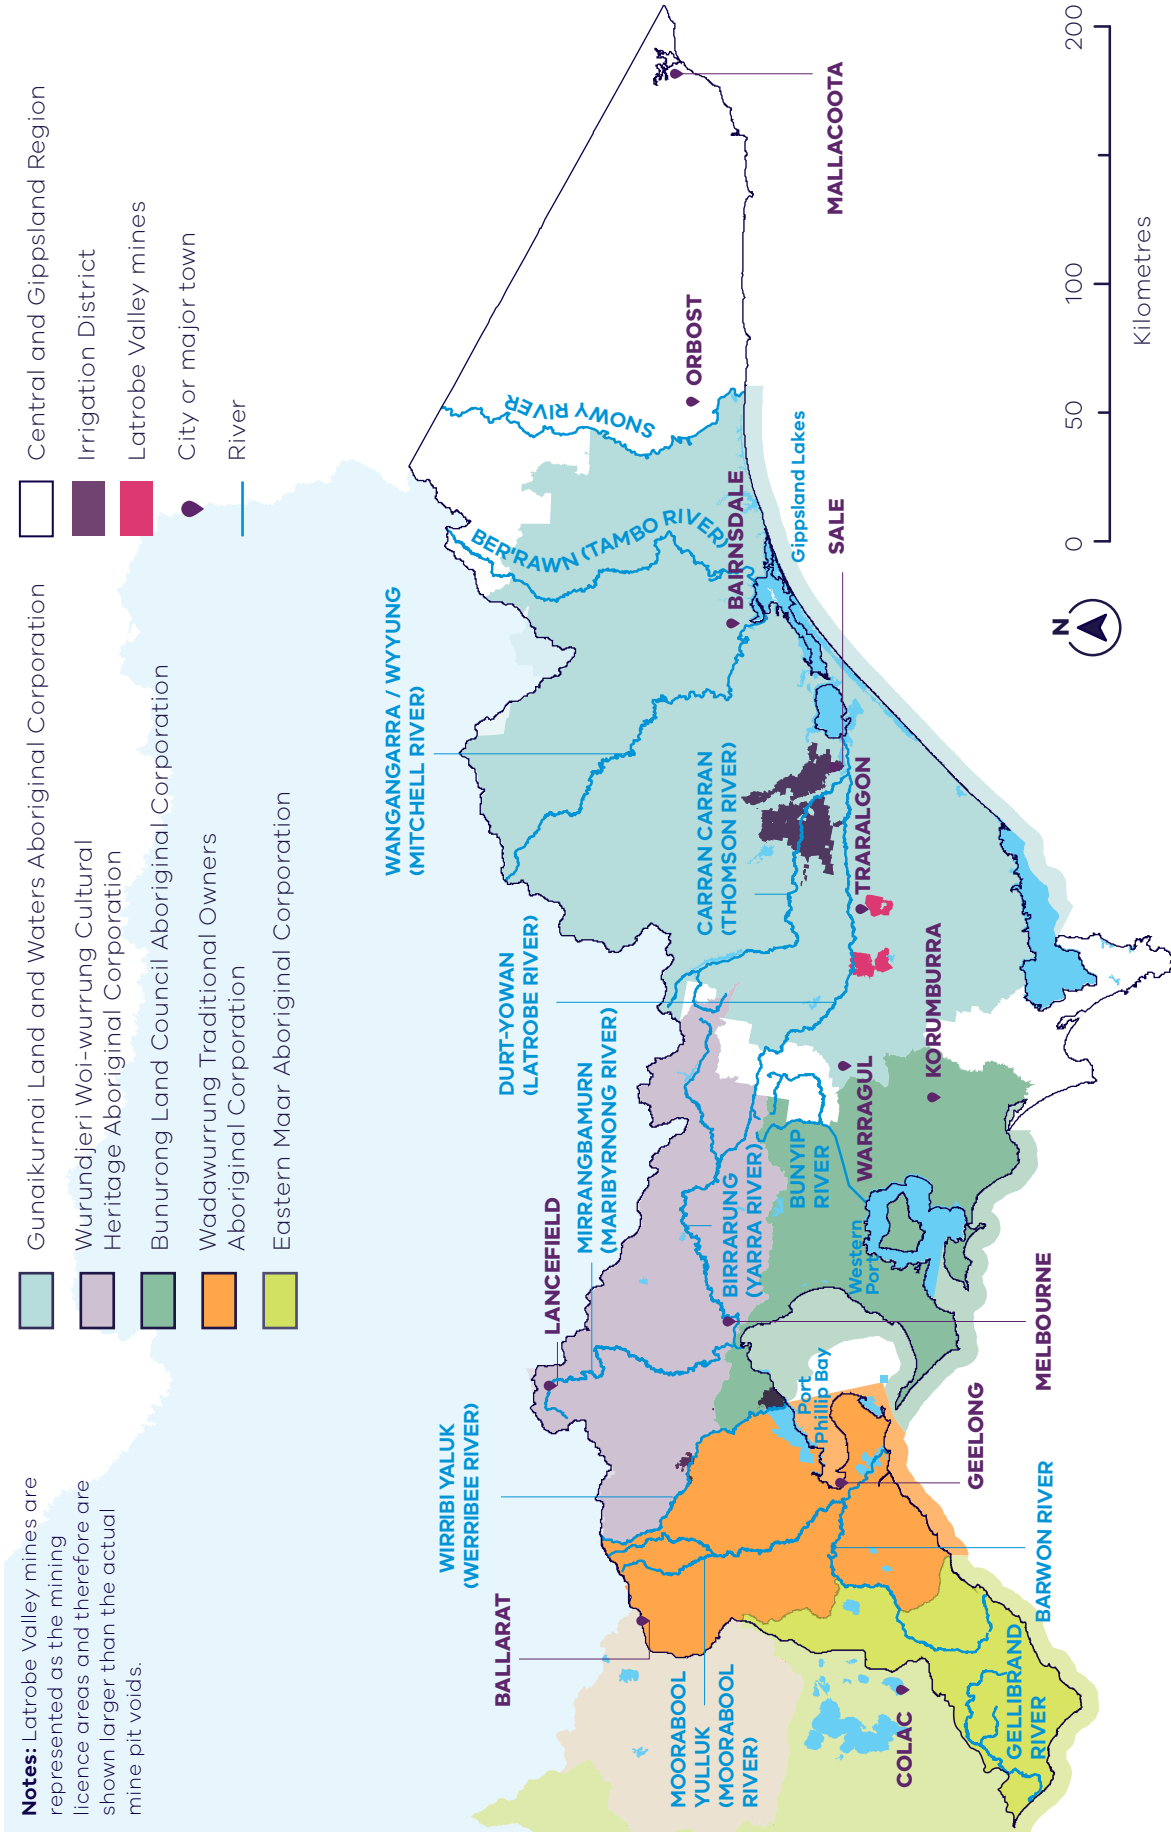 Notes: Latrobe Valley mines are
represented as the mining
licence areas and therefore are
shown larger than the actual
mine pit voids.
Gunaikurnai Land and Waters Aboriginal Corporation
Wurundjeri Woi-wurrung Cultural
Heritage Aboriginal Corporation
Bunurong Land Council Aboriginal Corporation
Wadawurrung Traditional Owners
Aboriginal Corporation
Eastern Maar Aboriginal Corporation
Central and Gippsland Region
Irrigation District
Latrobe Valley mines
City or major town
River
WANGANGARRA / WYYUNG
(MITCHELL RIVER)
BER'RAWN (TAMBO RIVER)
SNOWY RIVER
WIRRIBI YALUK
(WERRIBEE RIVER)
BALLARAT
LANCEFIELD
DURT-YOWAN
(LATROBE RIVER)
MIRRANGBAMURN
(MARIBYRNONG RIVER)
MOORABOOL
YULLUK
(MOORABOOL
RIVER)
BIRRARUNG
(YARRA RIVER)
CARRAN CARRAN
(THOMSON RIVER)
BAIRNSDALE
ORBOST
BUNYIP
RIVER
Port
Phillip Bay
Western
Port
WARRAGUL
TRARALGON
Gippsland Lakes
SALE
MALLACOOTA
COLAC
KORUMBURRA
GEELONG
GELLIBRAND
RIVER
BARWON RIVER
MELBOURNE
N
0
50
100
200
Kilometres